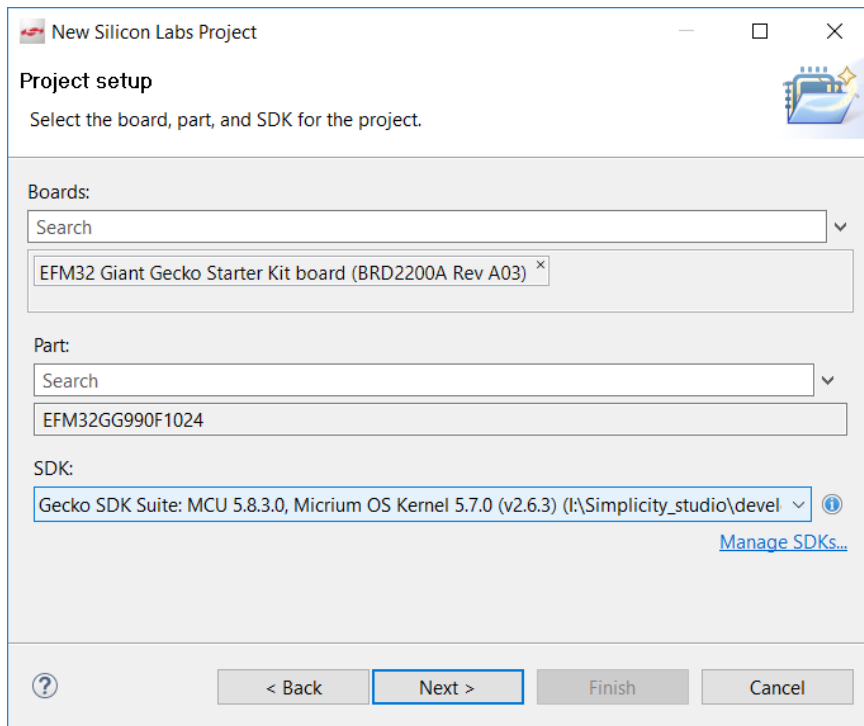 New Silicon Labs Project
Project setup
Select the board, part, and SDK for the project.
Boards:
Search
EFM32 Giant Gecko Starter Kit board (BRD2200A Rev A03) ×
Part:
Search
EFM32GG990F1024
SDK:
Gecko SDK Suite: MCU 5.8.3.0, Micrium OS Kernel 5.7.0 (v2.6.3) (I:\Simplicity_studio\devel
Manage SDKs...
< Back Next > Finish Cancel